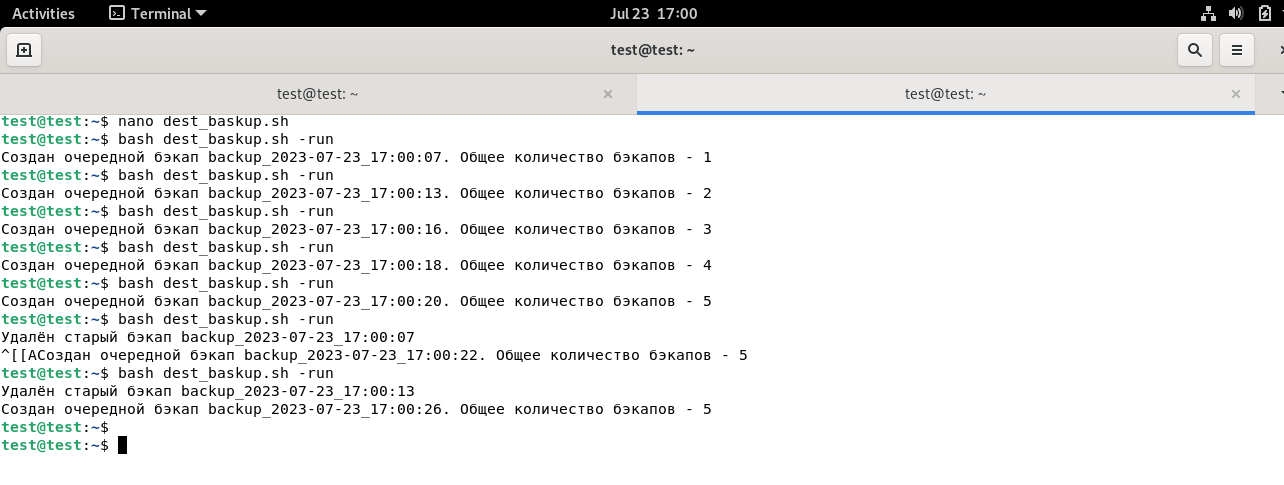 Activities Terminal Jul 23 17:00
test@test: ~
test@test: ~ test@test: ~
test@test:~$ nano dest_baskup.sh
test@test:~$ bash dest_baskup.sh -run
Создан очередной бэкап backup_2023-07-23_17:00:07. Общее количество бэкапов - 1
test@test:~$ bash dest_baskup.sh -run
Создан очередной бэкап backup_2023-07-23_17:00:13. Общее количество бэкапов - 2
test@test:~$ bash dest_baskup.sh -run
Создан очередной бэкап backup_2023-07-23_17:00:16. Общее количество бэкапов - 3
test@test:~$ bash dest_baskup.sh -run
Создан очередной бэкап backup_2023-07-23_17:00:18. Общее количество бэкапов - 4
test@test:~$ bash dest_baskup.sh -run
Создан очередной бэкап backup_2023-07-23_17:00:20. Общее количество бэкапов - 5
test@test:~$ bash dest_baskup.sh -run
Удалён старый бэкап backup_2023-07-23_17:00:07
^[[AСоздан очередной бэкап backup_2023-07-23_17:00:22. Общее количество бэкапов - 5
test@test:~$ bash dest_baskup.sh -run
Удалён старый бэкап backup_2023-07-23_17:00:13
Создан очередной бэкап backup_2023-07-23_17:00:26. Общее количество бэкапов - 5
test@test:~$
test@test:~$